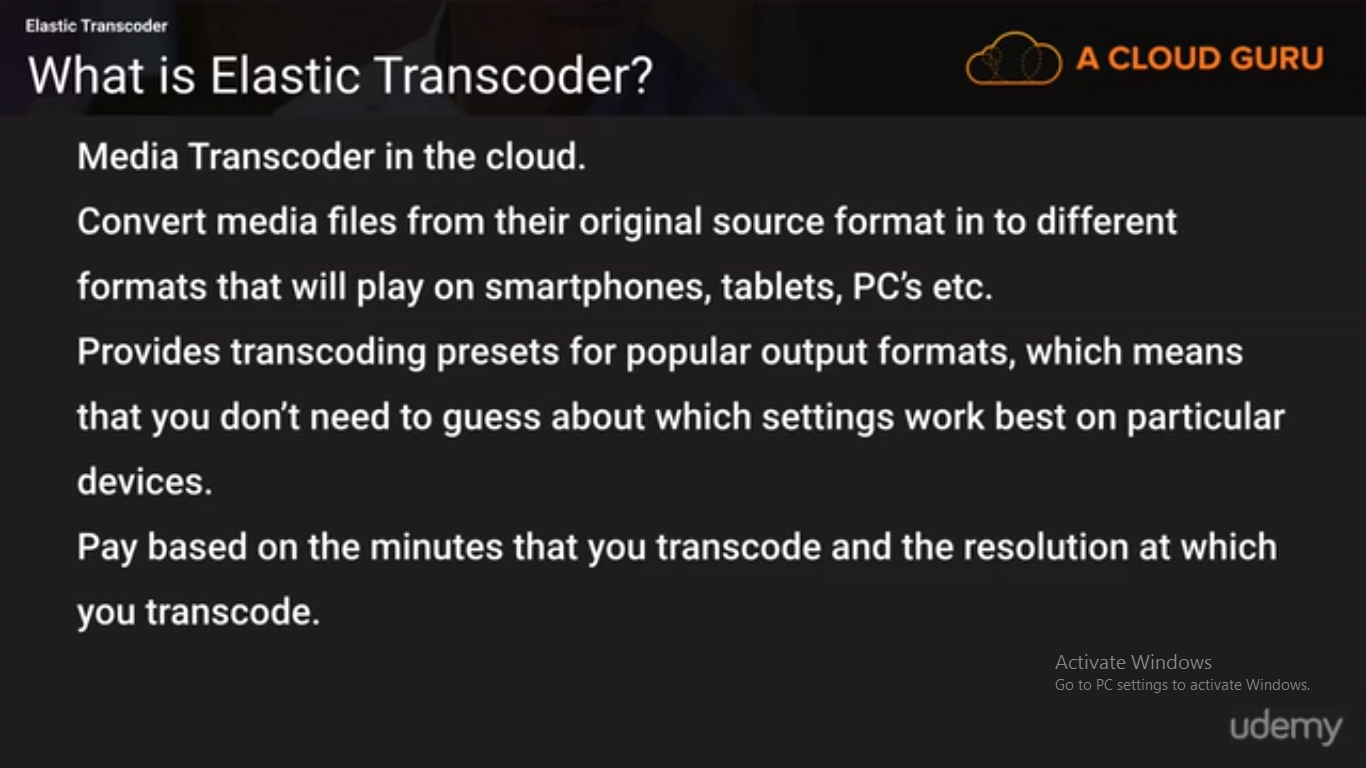 Elastic Transcoder
What is Elastic Transcoder?
A CLOUD GURU
Media Transcoder in the cloud.
Convert media files from their original source format in to different
formats that will play on smartphones, tablets, PC’s etc.
Provides transcoding presets for popular output formats, which means
that you don’t need to guess about which settings work best on particular
devices.
Pay based on the minutes that you transcode and the resolution at which
you transcode.
Activate Windows
Go to PC settings to activate Windows.
udemy